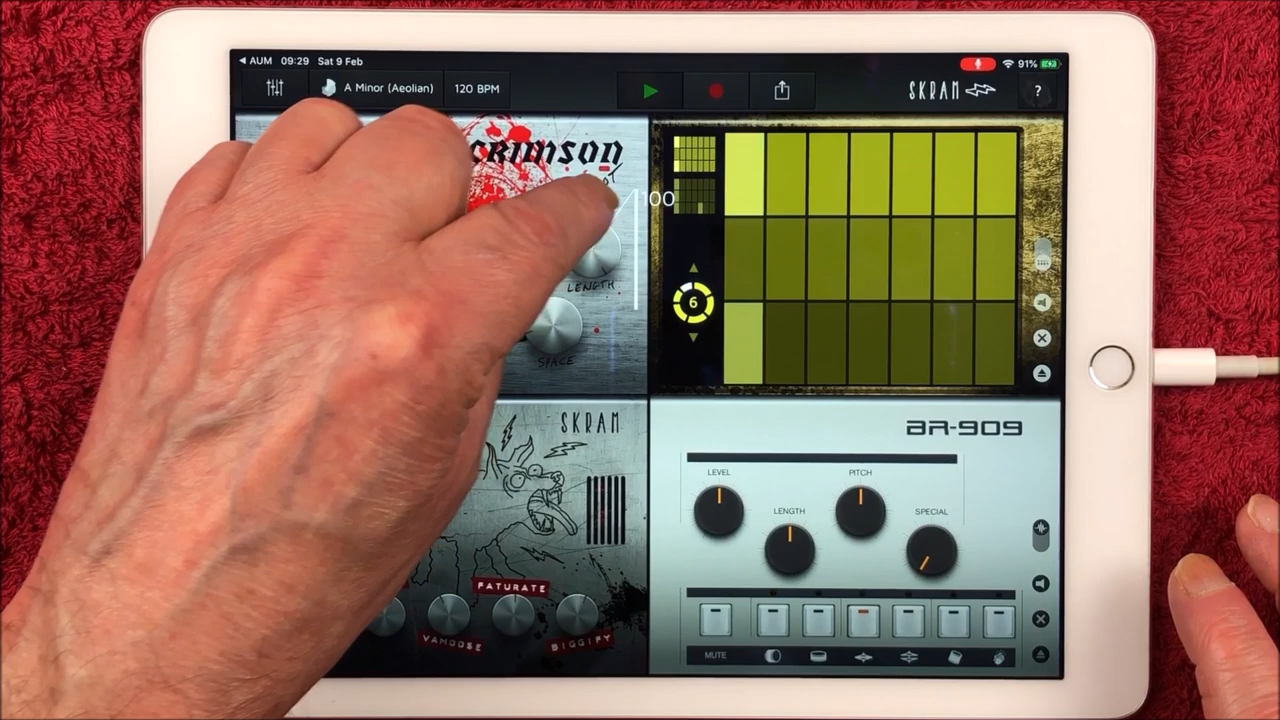 AUM 09:29 Sat 9 Feb
91%
A Minor (Aeolian)
120 BPM
SKRAM
?
crimson
100
LENGTH
SPACE
6
SKRAM
FATURATE
VAMOOSE
BIGGIFY
BR-909
LEVEL
PITCH
LENGTH
SPECIAL
MUTE